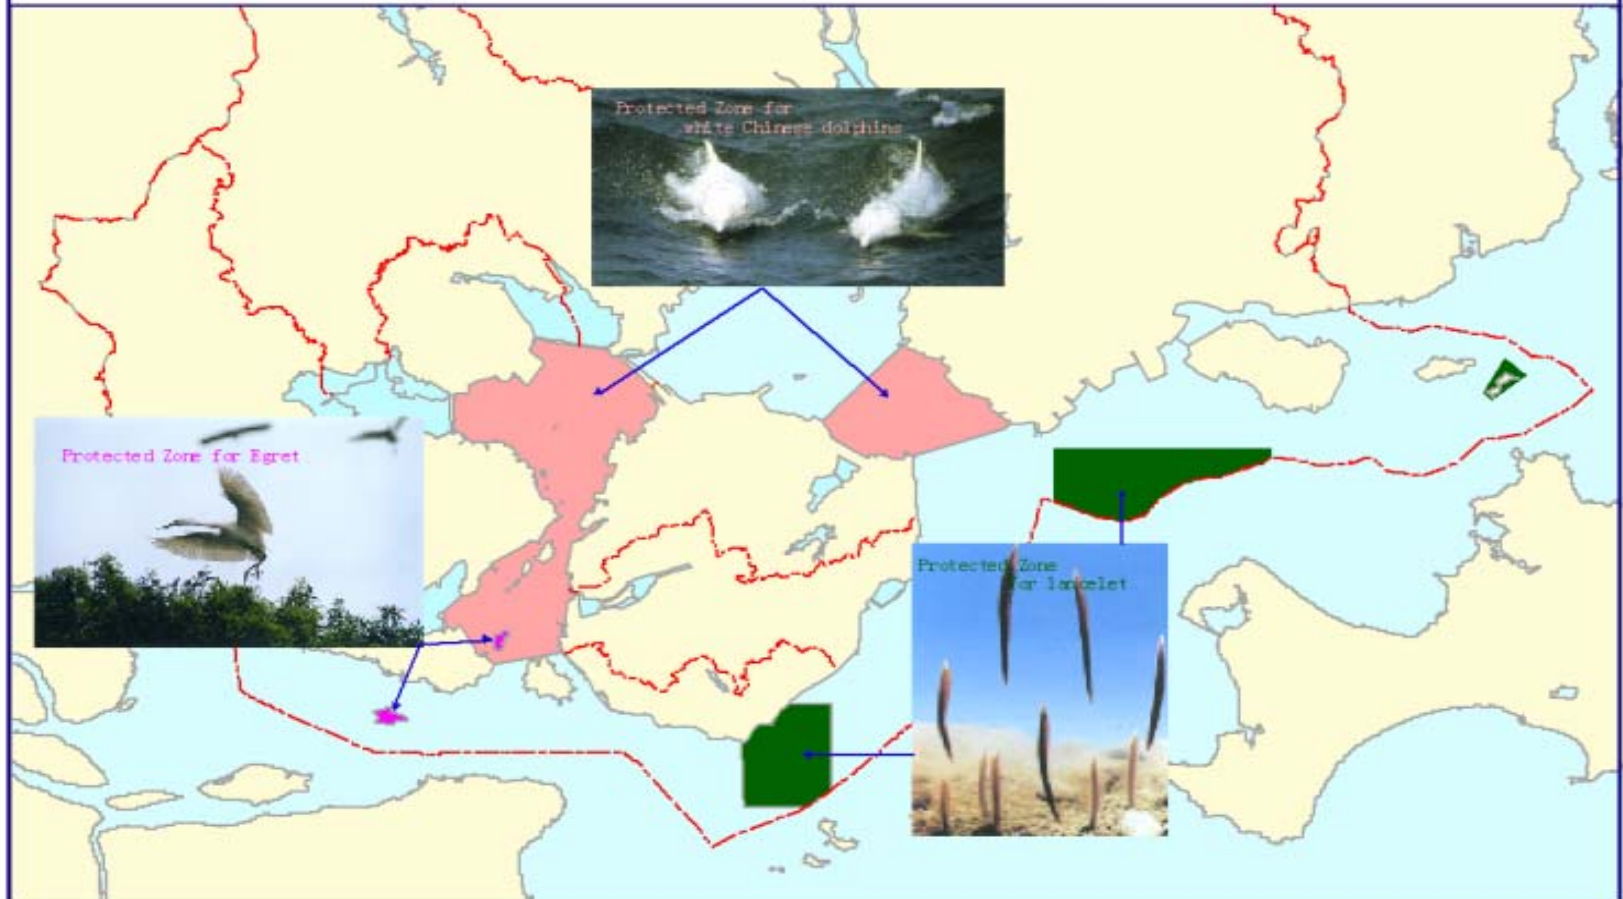 Protected Zone for
white Chinese dolphins
Protected Zone for Egret
Protected Zone
for lancelet